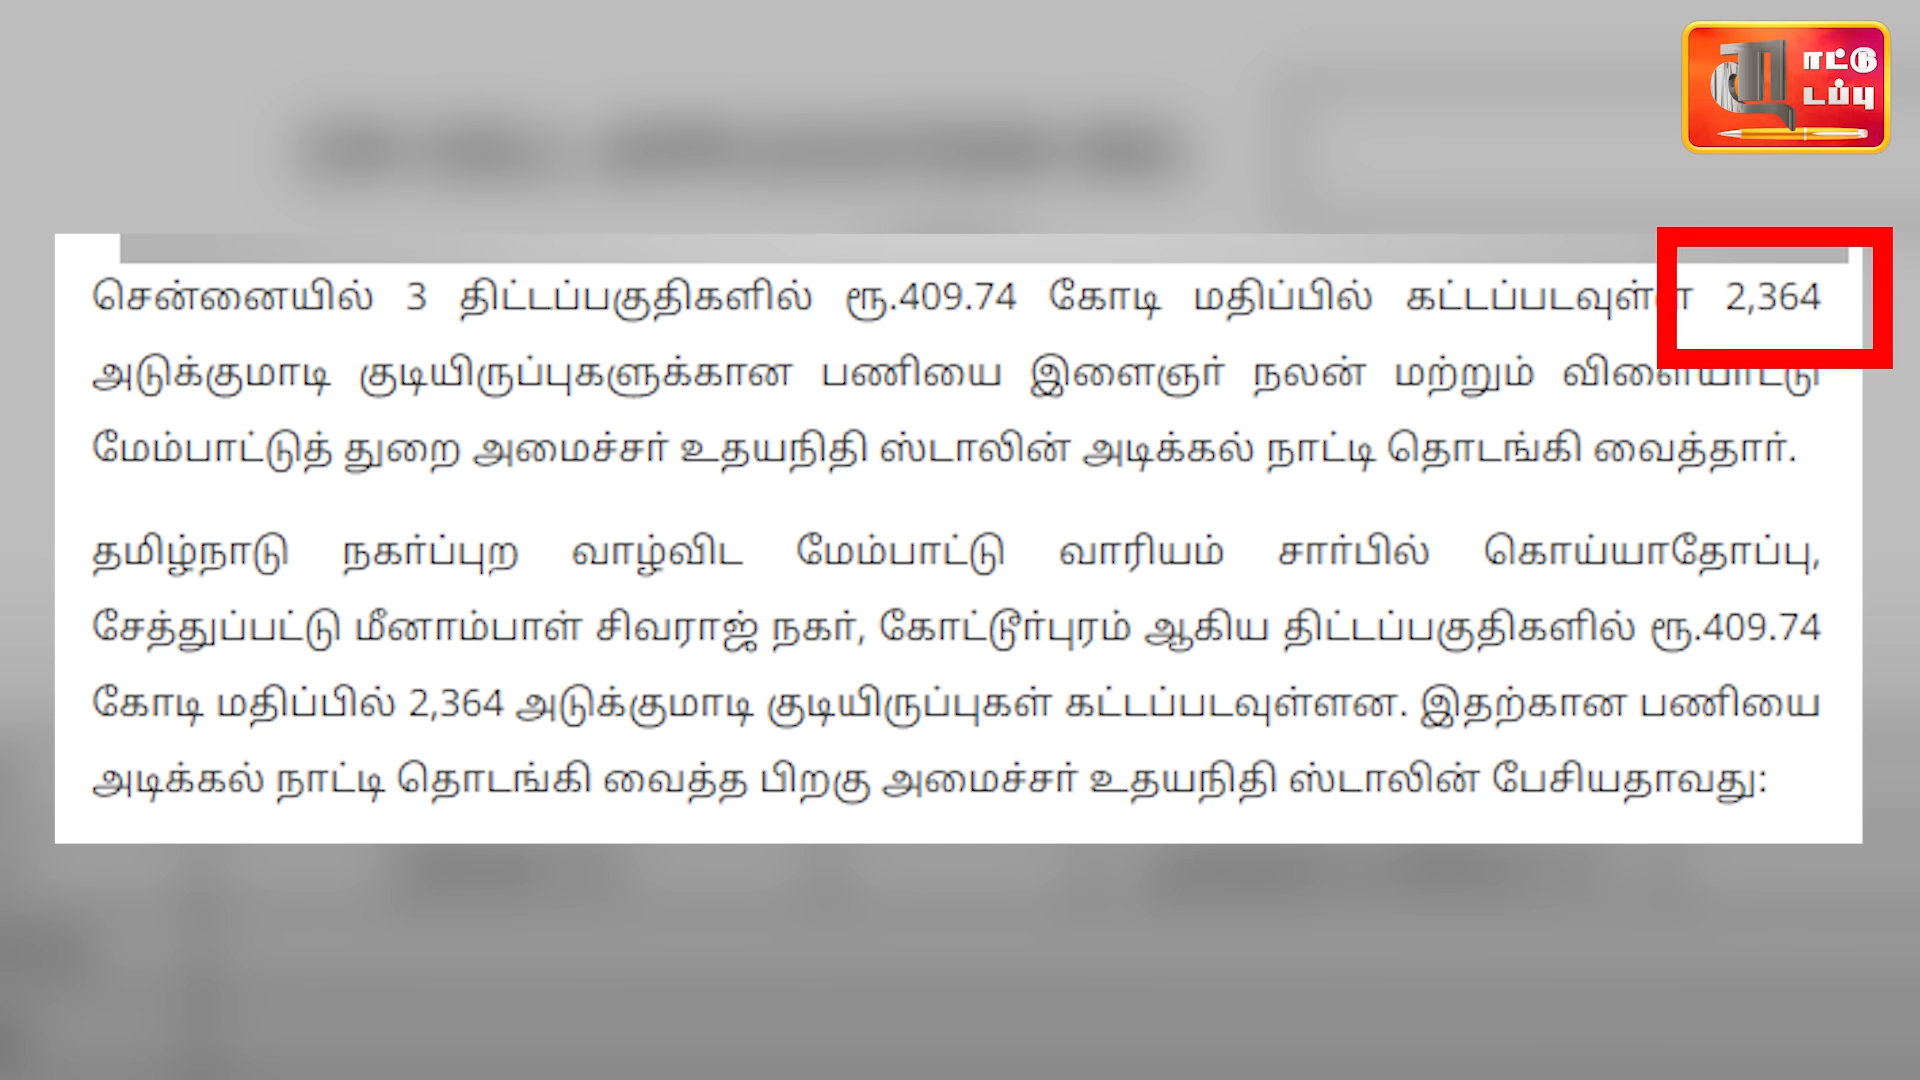 ாட்டு
டப்பு
சென்னையில் 3 திட்டப்பகுதிகளில் ரூ.409.74 கோடி மதிப்பில் கட்டப்படவுள்ள 2,364
அடுக்குமாடி குடியிருப்புகளுக்கான பணியை இளைஞர் நலன் மற்றும் விளையாட்டு
மேம்பாட்டுத் துறை அமைச்சர் உதயநிதி ஸ்டாலின் அடிக்கல் நாட்டி தொடங்கி வைத்தார்.
தமிழ்நாடு நகர்ப்புற வாழ்விட மேம்பாட்டு வாரியம் சார்பில் கொய்யாதோப்பு,
சேத்துப்பட்டு மீனாம்பாள் சிவராஜ் நகர், கோட்டூர்புரம் ஆகிய திட்டப்பகுதிகளில் ரூ.409.74
கோடி மதிப்பில் 2,364 அடுக்குமாடி குடியிருப்புகள் கட்டப்படவுள்ளன. இதற்கான பணியை
அடிக்கல் நாட்டி தொடங்கி வைத்த பிறகு அமைச்சர் உதயநிதி ஸ்டாலின் பேசியதாவது: